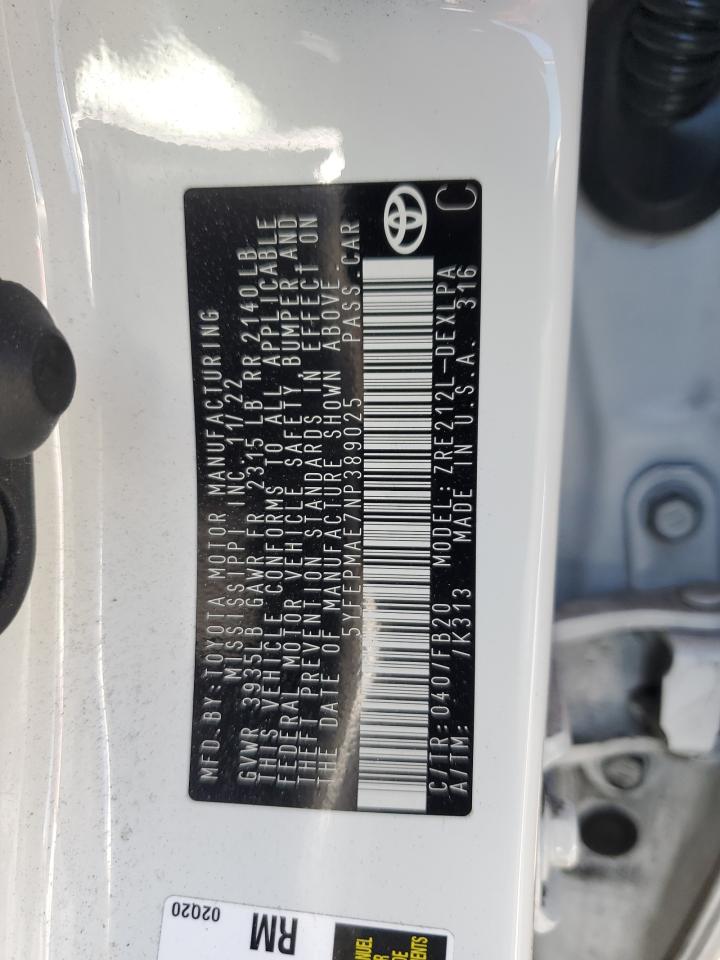 MFD. BY: TOYOTA MOTOR MANUFACTURING
MISSISSIPPI INC. 11/22
GVWR 3935LB GAWR FR 2315 LB RR 2140LB
THIS VEHICLE CONFORMS TO ALL APPLICABLE
FEDERAL MOTOR VEHICLE SAFETY, BUMPER, AND
THEFT PREVENTION STANDARDS IN EFFECT ON
THE DATE OF MANUFACTURE SHOWN ABOVE.
5YFEPMAE7NP389025 PASS.CAR
C/TR: 040/FB20 MODEL: ZRE212L-DEXLPA
A/TM: /K313 MADE IN U.S.A. 316
C
02Q20
RM